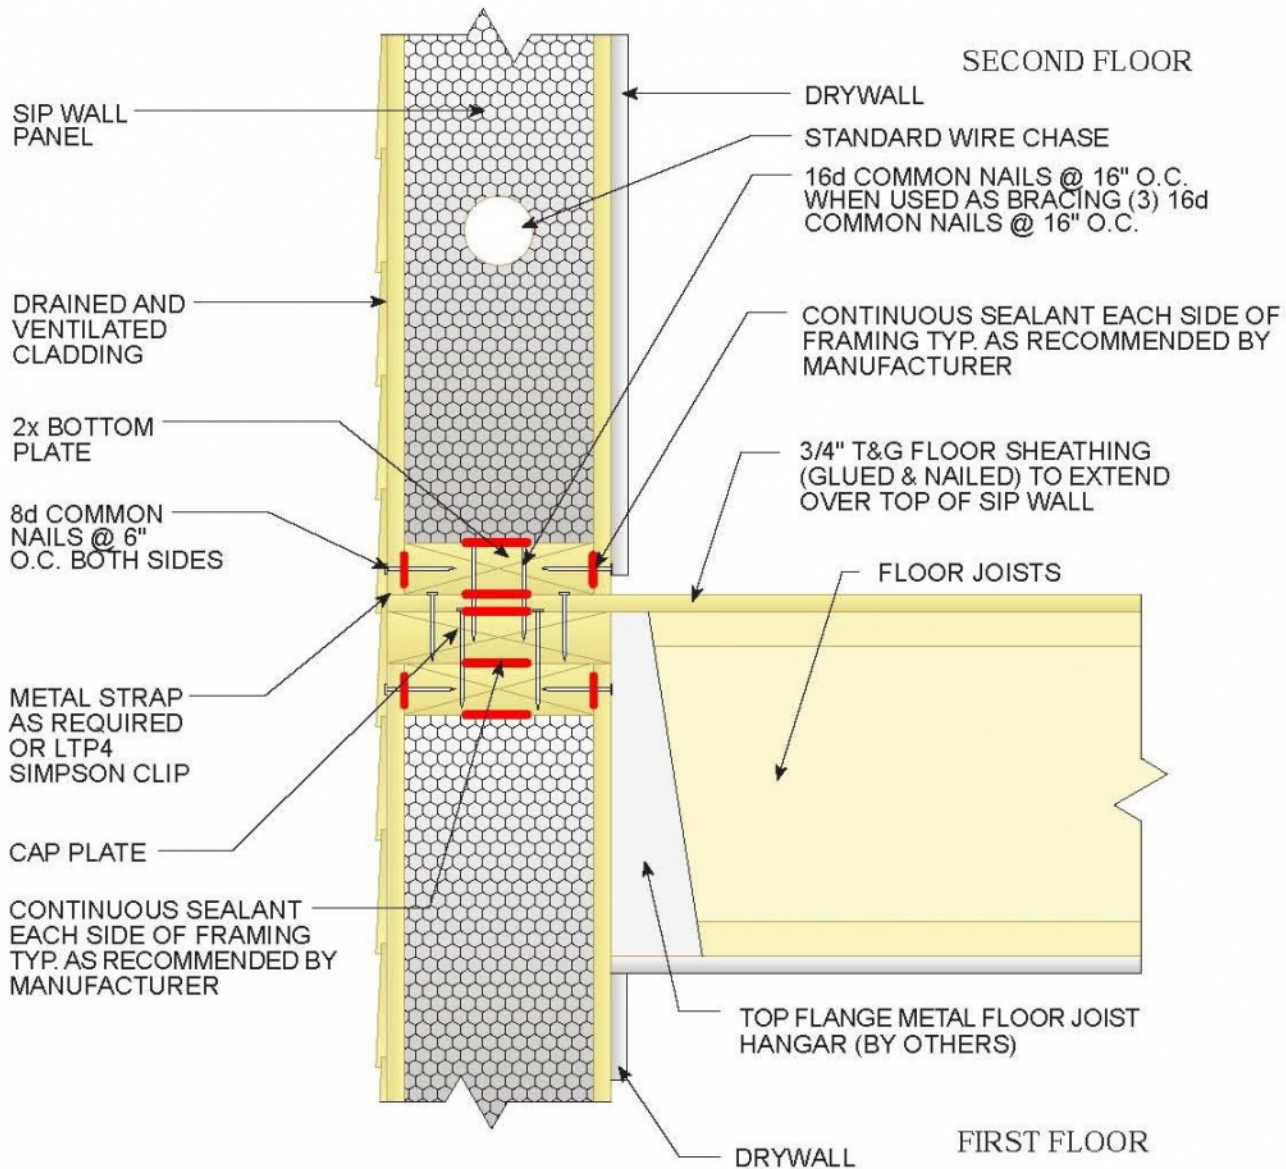 SECOND FLOOR
SIP WALL
PANEL
DRAINED AND
VENTILATED
CLADDING
2x BOTTOM
PLATE
8d COMMON
NAILS @ 6"
O.C. BOTH SIDES
METAL STRAP
AS REQUIRED
OR LTP4
SIMPSON CLIP
CAP PLATE
CONTINUOUS SEALANT
EACH SIDE OF FRAMING
TYP. AS RECOMMENDED BY
MANUFACTURER
DRYWALL
STANDARD WIRE CHASE
16d COMMON NAILS @ 16" O.C.
WHEN USED AS BRACING (3) 16d
COMMON NAILS @ 16" O.C.
CONTINUOUS SEALANT EACH SIDE OF
FRAMING TYP. AS RECOMMENDED BY
MANUFACTURER
3/4" T&G FLOOR SHEATHING
(GLUED & NAILED) TO EXTEND
OVER TOP OF SIP WALL
FLOOR JOISTS
TOP FLANGE METAL FLOOR JOIST
HANGAR (BY OTHERS)
DRYWALL
FIRST FLOOR